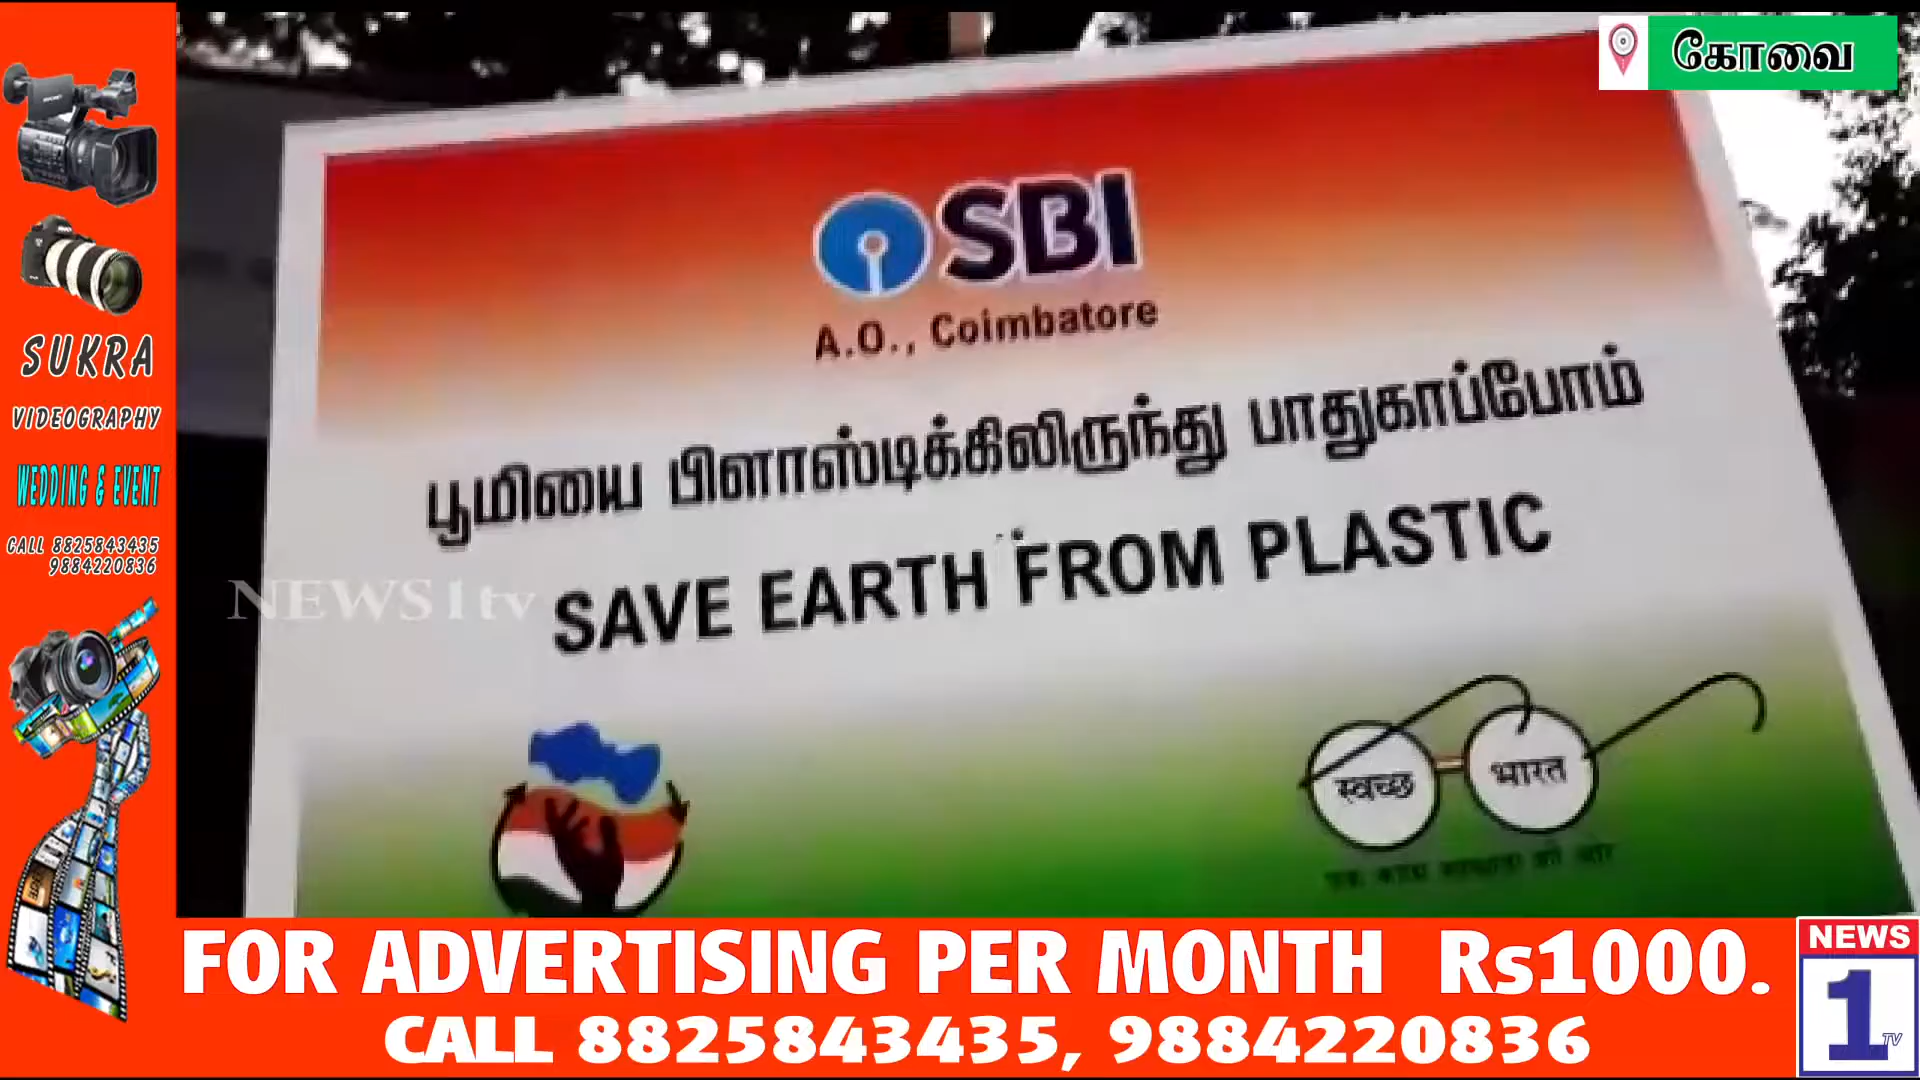 கோவை
SBI
A.O., Coimbatore
பூமியை பிளாஸ்டிக்கிலிருந்து பாதுகாப்போம்
SAVE EARTH FROM PLASTIC
स्वच्छ भारत
NEWS1tv
SUKRA
VIDEOGRAPHY
WEDDING & EVENT
CALL 8825843435
9884220836
FOR ADVERTISING PER MONTH Rs1000.
CALL 8825843435, 9884220836
NEWS
1
TV